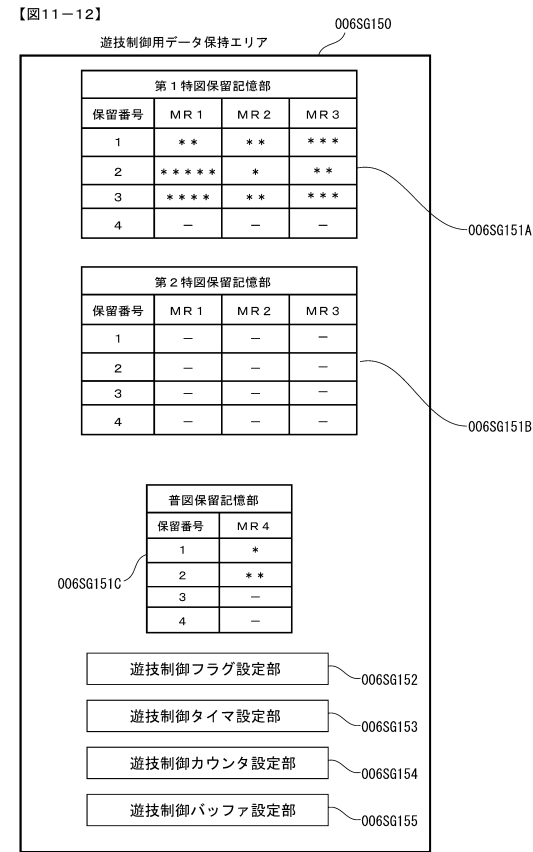 【図11-12】
006SG150
遊技制御用データ保持エリア
第1特図保留記憶部
保留番号 MR1 MR2 MR3
1 ** ** ***
2 ***** * **
3 **** ** ***
4 － － －
006SG151A
第2特図保留記憶部
保留番号 MR1 MR2 MR3
1 － － －
2 － － －
3 － － －
4 － － －
006SG151B
普図保留記憶部
保留番号 MR4
1 *
2 **
3 －
4 －
006SG151C
遊技制御フラグ設定部 006SG152
遊技制御タイマ設定部 006SG153
遊技制御カウンタ設定部 006SG154
遊技制御バッファ設定部 006SG155